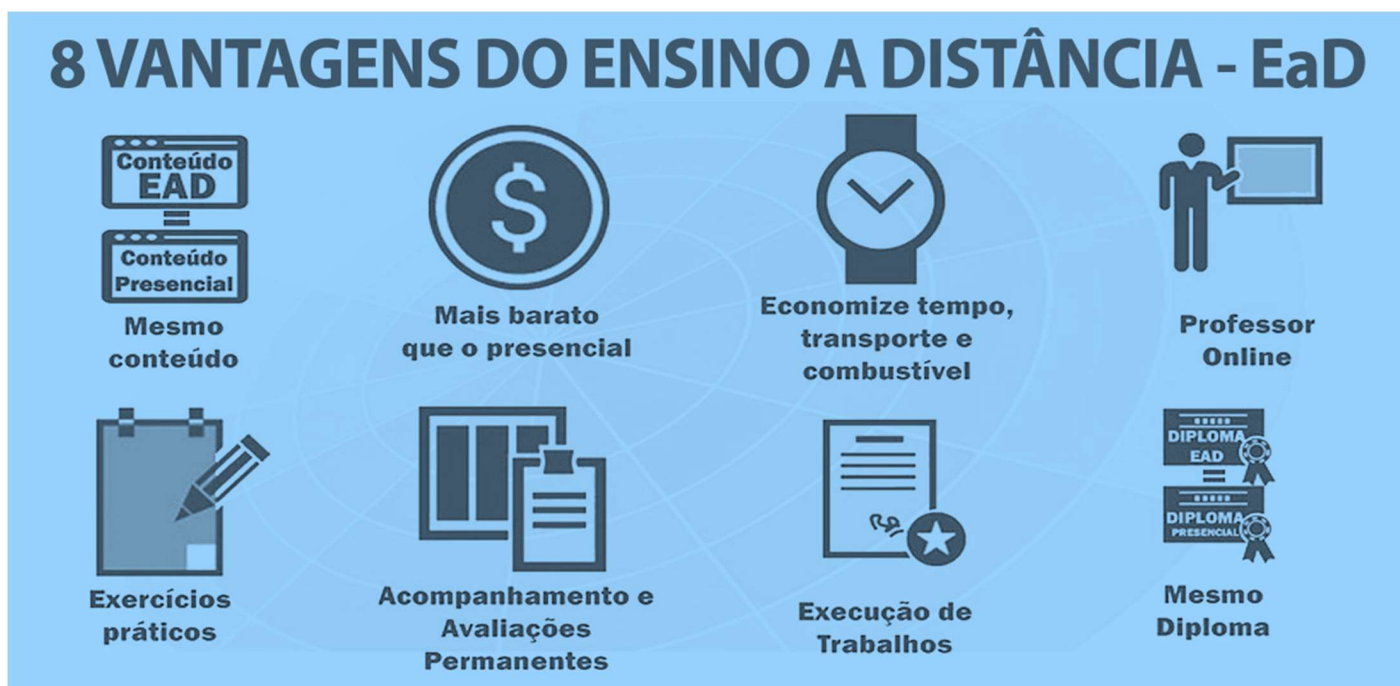 8 VANTAGENS DO ENSINO A DISTÂNCIA - EaD
Conteúdo
EAD
=
Conteúdo
Presencial
Mesmo
conteúdo
$
Mais barato
que o presencial
Economize tempo,
transporte e
combustível
Professor
Online
Exercícios
práticos
Acompanhamento e
Avaliações
Permanentes
Execução de
Trabalhos
DIPLOMA
EAD
=
DIPLOMA
PRESENCIAL
Mesmo
Diploma